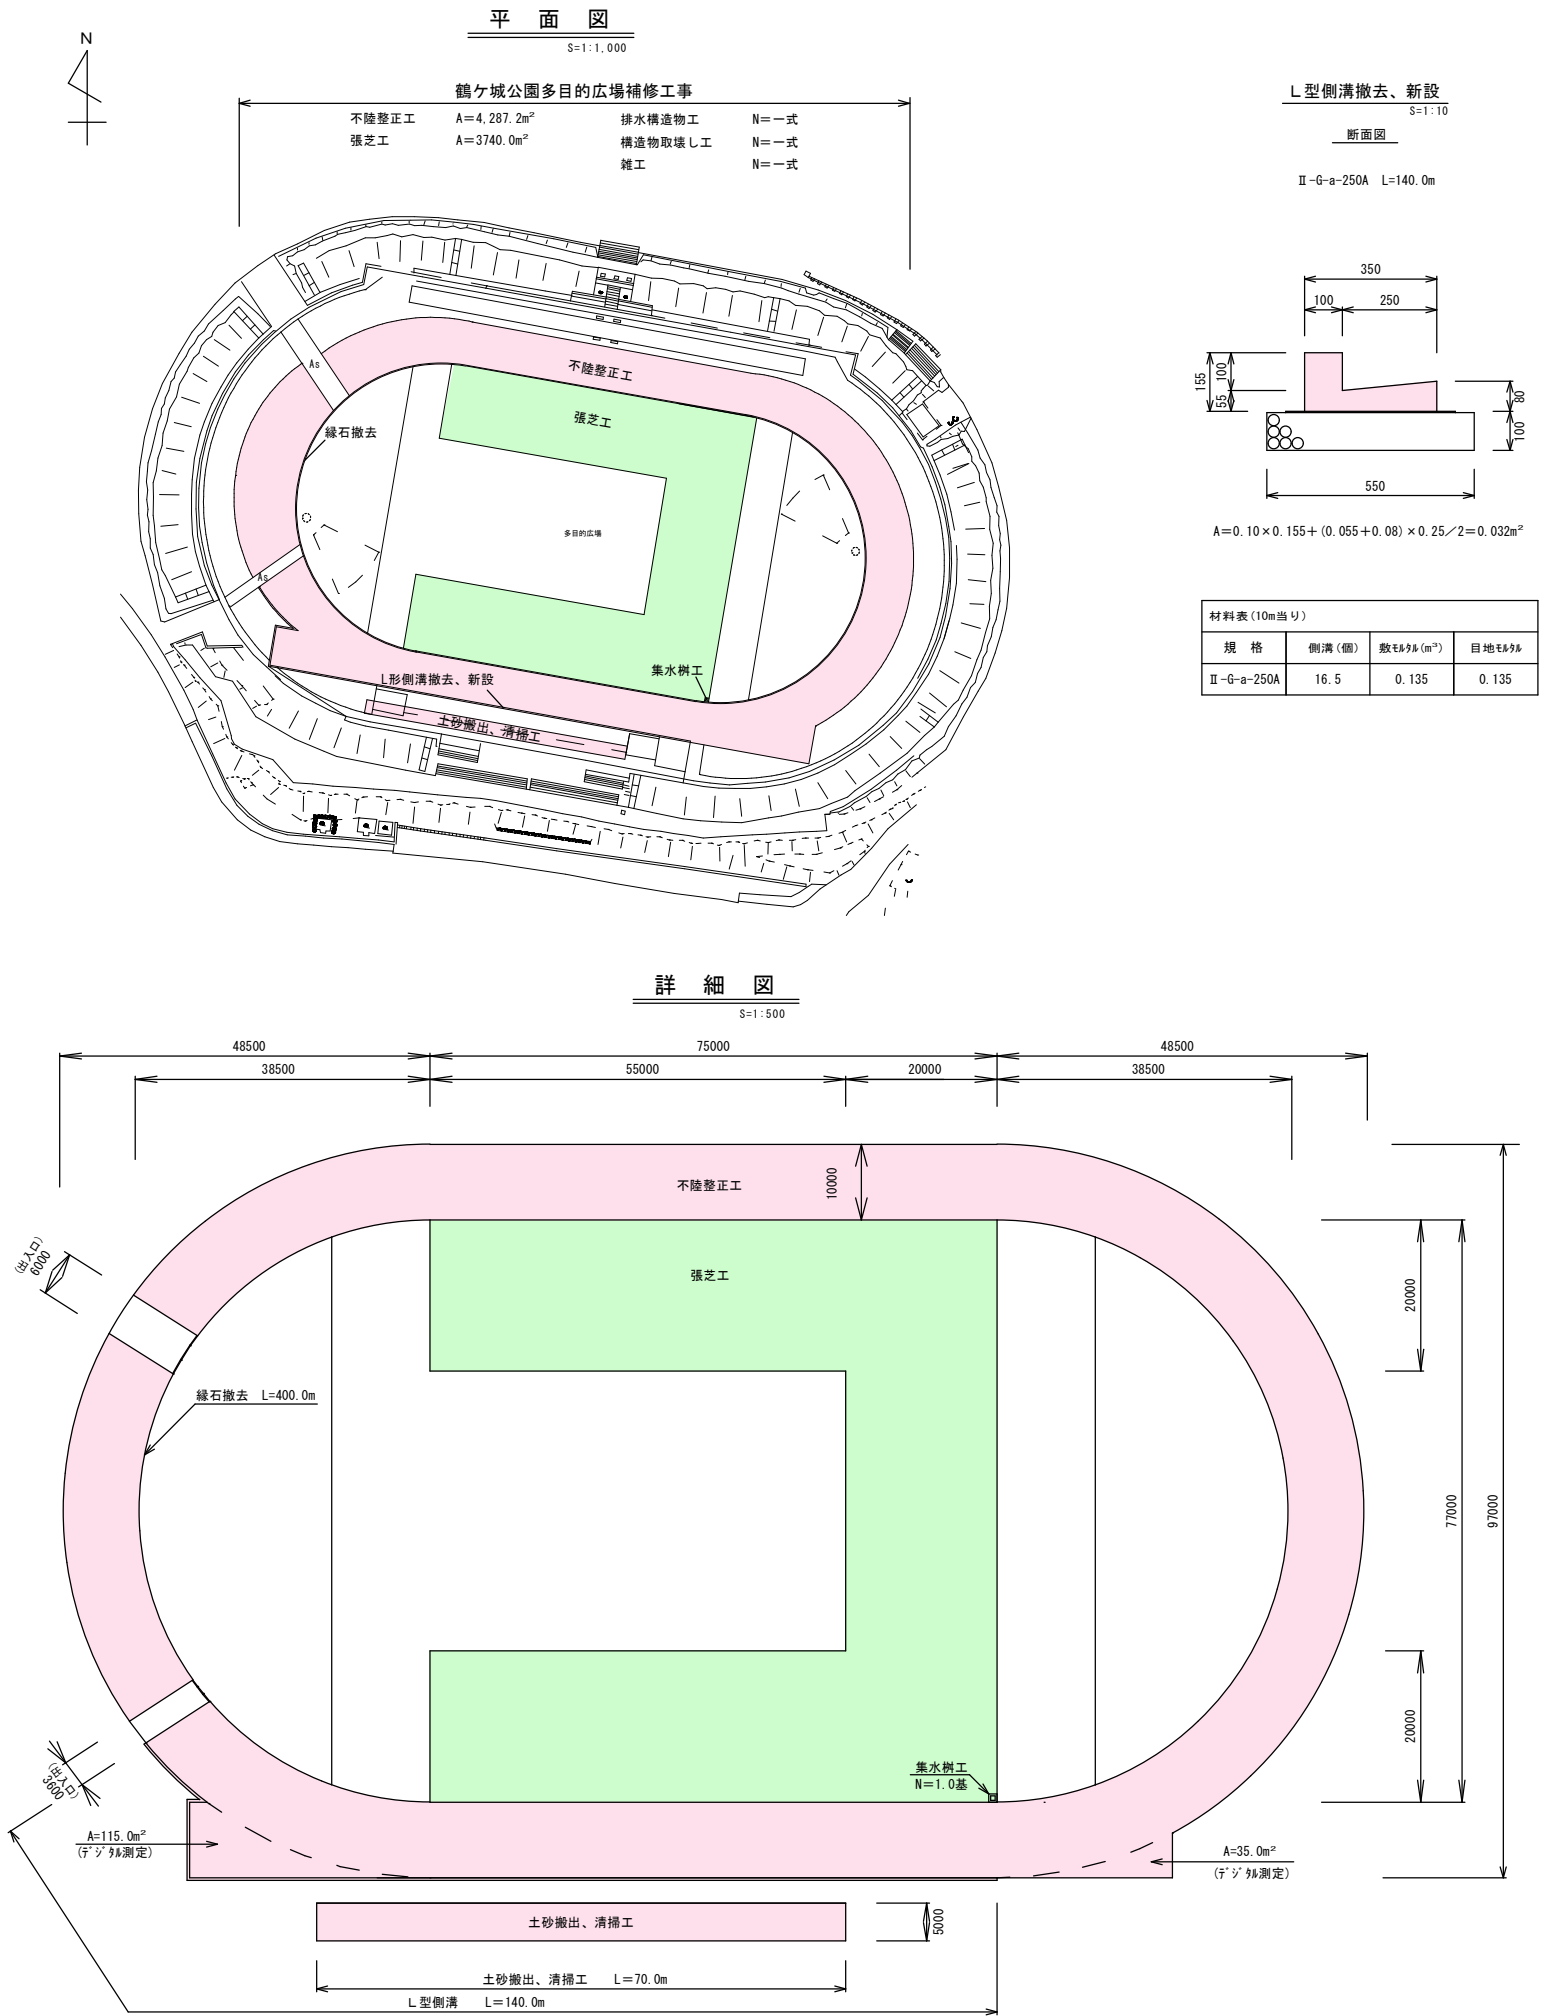 平 面 図
S=1:1,000
N
鶴ケ城公園多目的広場補修工事
不陸整正工 A=4,287.2m² 排水構造物工 N=一式
張芝工 A=3740.0m² 構造物取壊し工 N=一式
雑工 N=一式
As
不陸整正工
張芝工
縁石撤去
多目的広場
As
集水桝工
L形側溝撤去、新設
土砂搬出、清掃工
L型側溝撤去、新設
S=1:10
断面図
Ⅱ-G-a-250A L=140.0m
350
100 250
155
100
55
80
100
550
A=0.10×0.155+(0.055+0.08)×0.25/2=0.032m²
材料表(10m当り)
規 格 側溝(個) 敷ﾓﾙﾀﾙ(m³) 目地ﾓﾙﾀﾙ
Ⅱ-G-a-250A 16.5 0.135 0.135
詳 細 図
S=1:500
48500 75000 48500
38500 55000 20000 38500
不陸整正工
10000
(出入口)
6000
張芝工
20000
縁石撤去 L=400.0m
77000
97000
20000
(出入口)
3600
集水桝工
N=1.0基
A=115.0m²
(ﾃﾞｼﾞﾀﾙ測定)
A=35.0m²
(ﾃﾞｼﾞﾀﾙ測定)
土砂搬出、清掃工
5000
土砂搬出、清掃工 L=70.0m
L型側溝 L=140.0m